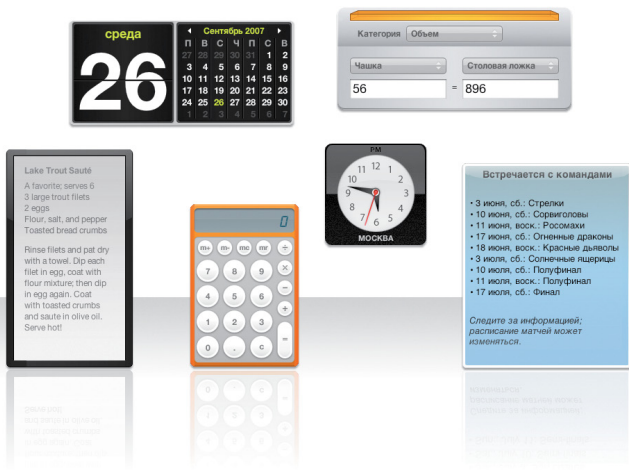 среда
26
Сентябрь 2007
П В С Ч П С В
27 28 29 30 31 1 2
3 4 5 6 7 8 9
10 11 12 13 14 15 16
17 18 19 20 21 22 23
24 25 26 27 28 29 30
1 2 3 4 5 6 7
Категория Объем
Чашка Столовая ложка
56 = 896
Lake Trout Sauté
A favorite; serves 6
3 large trout filets
2 eggs
Flour, salt, and pepper
Toasted bread crumbs
Rinse filets and pat dry
with a towel. Dip each
filet in egg, coat with
flour mixture; then dip
in egg again. Coat
with toasted crumbs
and saute in olive oil.
Serve hot!
0
m+ m- mc mr ÷
7 8 9 ×
4 5 6 −
1 2 3 +
0 . c =
PM
12
11 1
10 2
9 3
8 4
7 6 5
МОСКВА
Встречается с командами
• 3 июня, сб.: Стрелки
• 10 июня, сб.: Сорвиголовы
• 11 июня, воск.: Росомахи
• 17 июня, сб.: Огненные драконы
• 18 июня, воск.: Красные дьяволы
• 3 июля, сб.: Солнечные ящерицы
• 10 июля, сб.: Полуфинал
• 11 июля, воск.: Полуфинал
• 17 июля, сб.: Финал
Следите за информацией;
расписание матчей может
изменяться.